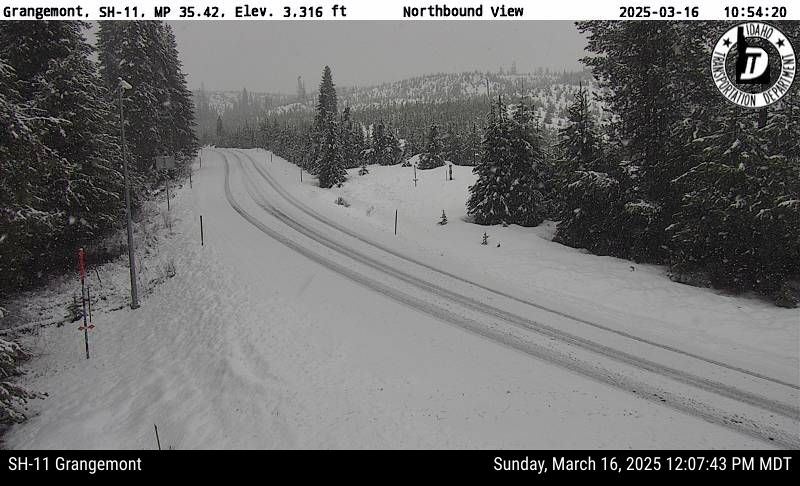 Grangemont, SH-11, MP 35.42, Elev. 3,316 ft Northbound View 2025-03-16 10:54:20
IDAHO
TRANSPORTATION DEPARTMENT
SH-11 Grangemont Sunday, March 16, 2025 12:07:43 PM MDT